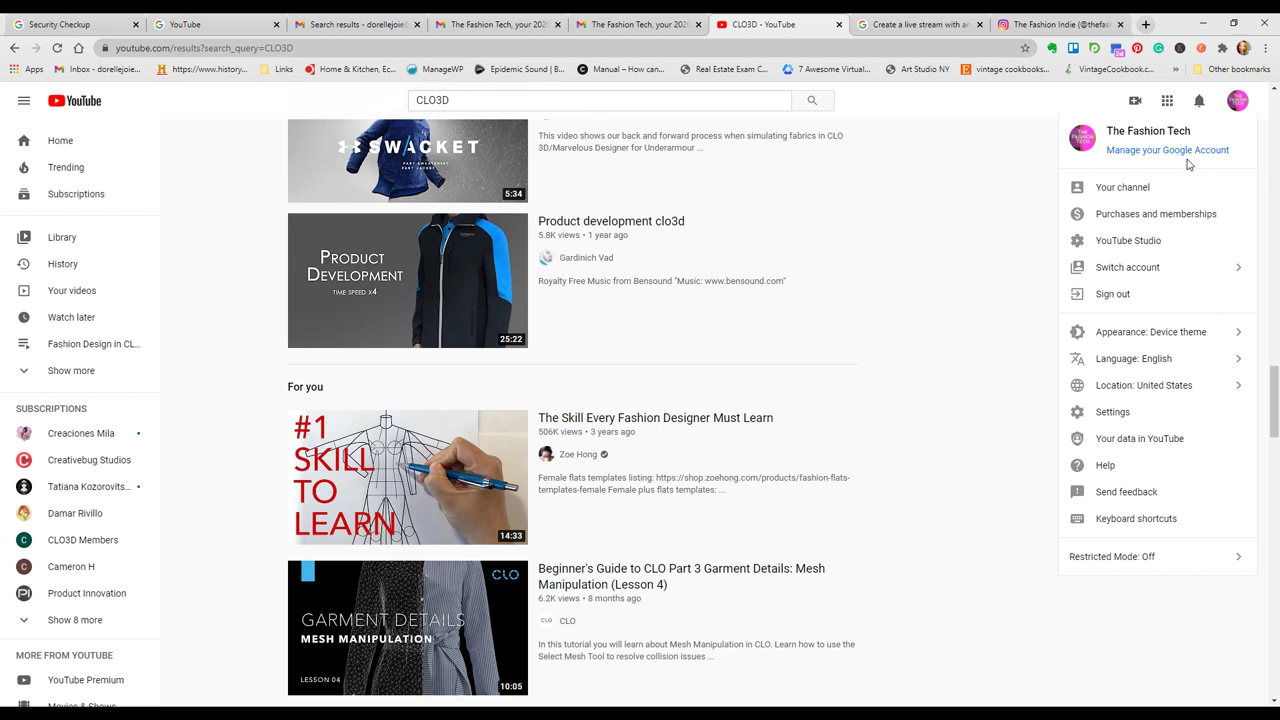 Security Checkup
YouTube
Search results - dorellejoie@
The Fashion Tech, your 202
The Fashion Tech, your 202
CLO3D - YouTube
Create a live stream with an
The Fashion Indie (@thefas
youtube.com/results?search_query=CLO3D
Apps
Inbox - dorellejoie@...
https://www.history...
Links
Home & Kitchen, Ec...
ManageWP
Epidemic Sound | B...
Manual – How can...
Real Estate Exam C...
7 Awesome Virtual...
Art Studio NY
vintage cookbooks...
VintageCookbook.c...
»
Other bookmarks
YouTube
CLO3D
Home
Trending
Subscriptions
Library
History
Your videos
Watch later
Fashion Design in CL...
Show more
SUBSCRIPTIONS
Creaciones Mila
Creativebug Studios
Tatiana Kozorovits...
Damar Rivillo
CLO3D Members
Cameron H
Product Innovation
Show 8 more
MORE FROM YOUTUBE
YouTube Premium
Movies & Shows
SWACKET
PART SWEATSHIRT
PART JACKET
5:34
This video shows our back and forward process when simulating fabrics in CLO
3D/Marvelous Designer for Underarmour ...
PRODUCT
DEVELOPMENT
TIME SPEED X4
25:22
Product development clo3d
5.8K views • 1 year ago
Gardinich Vad
Royalty Free Music from Bensound "Music: www.bensound.com"
For you
#1
SKILL
TO
LEARN
14:33
The Skill Every Fashion Designer Must Learn
506K views • 3 years ago
Zoe Hong
Female flats templates listing: https://shop.zoehong.com/products/fashion-flats-
templates-female Female plus flats templates: ...
CLO
GARMENT DETAILS
MESH MANIPULATION
LESSON 04
10:05
Beginner's Guide to CLO Part 3 Garment Details: Mesh
Manipulation (Lesson 4)
6.2K views • 8 months ago
CLO
CLO
In this tutorial you will learn about Mesh Manipulation in CLO. Learn how to use the
Select Mesh Tool to resolve collision issues ...
THE
FASHION
TECH
The Fashion Tech
Manage your Google Account
Your channel
Purchases and memberships
YouTube Studio
Switch account
Sign out
Appearance: Device theme
Language: English
Location: United States
Settings
Your data in YouTube
Help
Send feedback
Keyboard shortcuts
Restricted Mode: Off